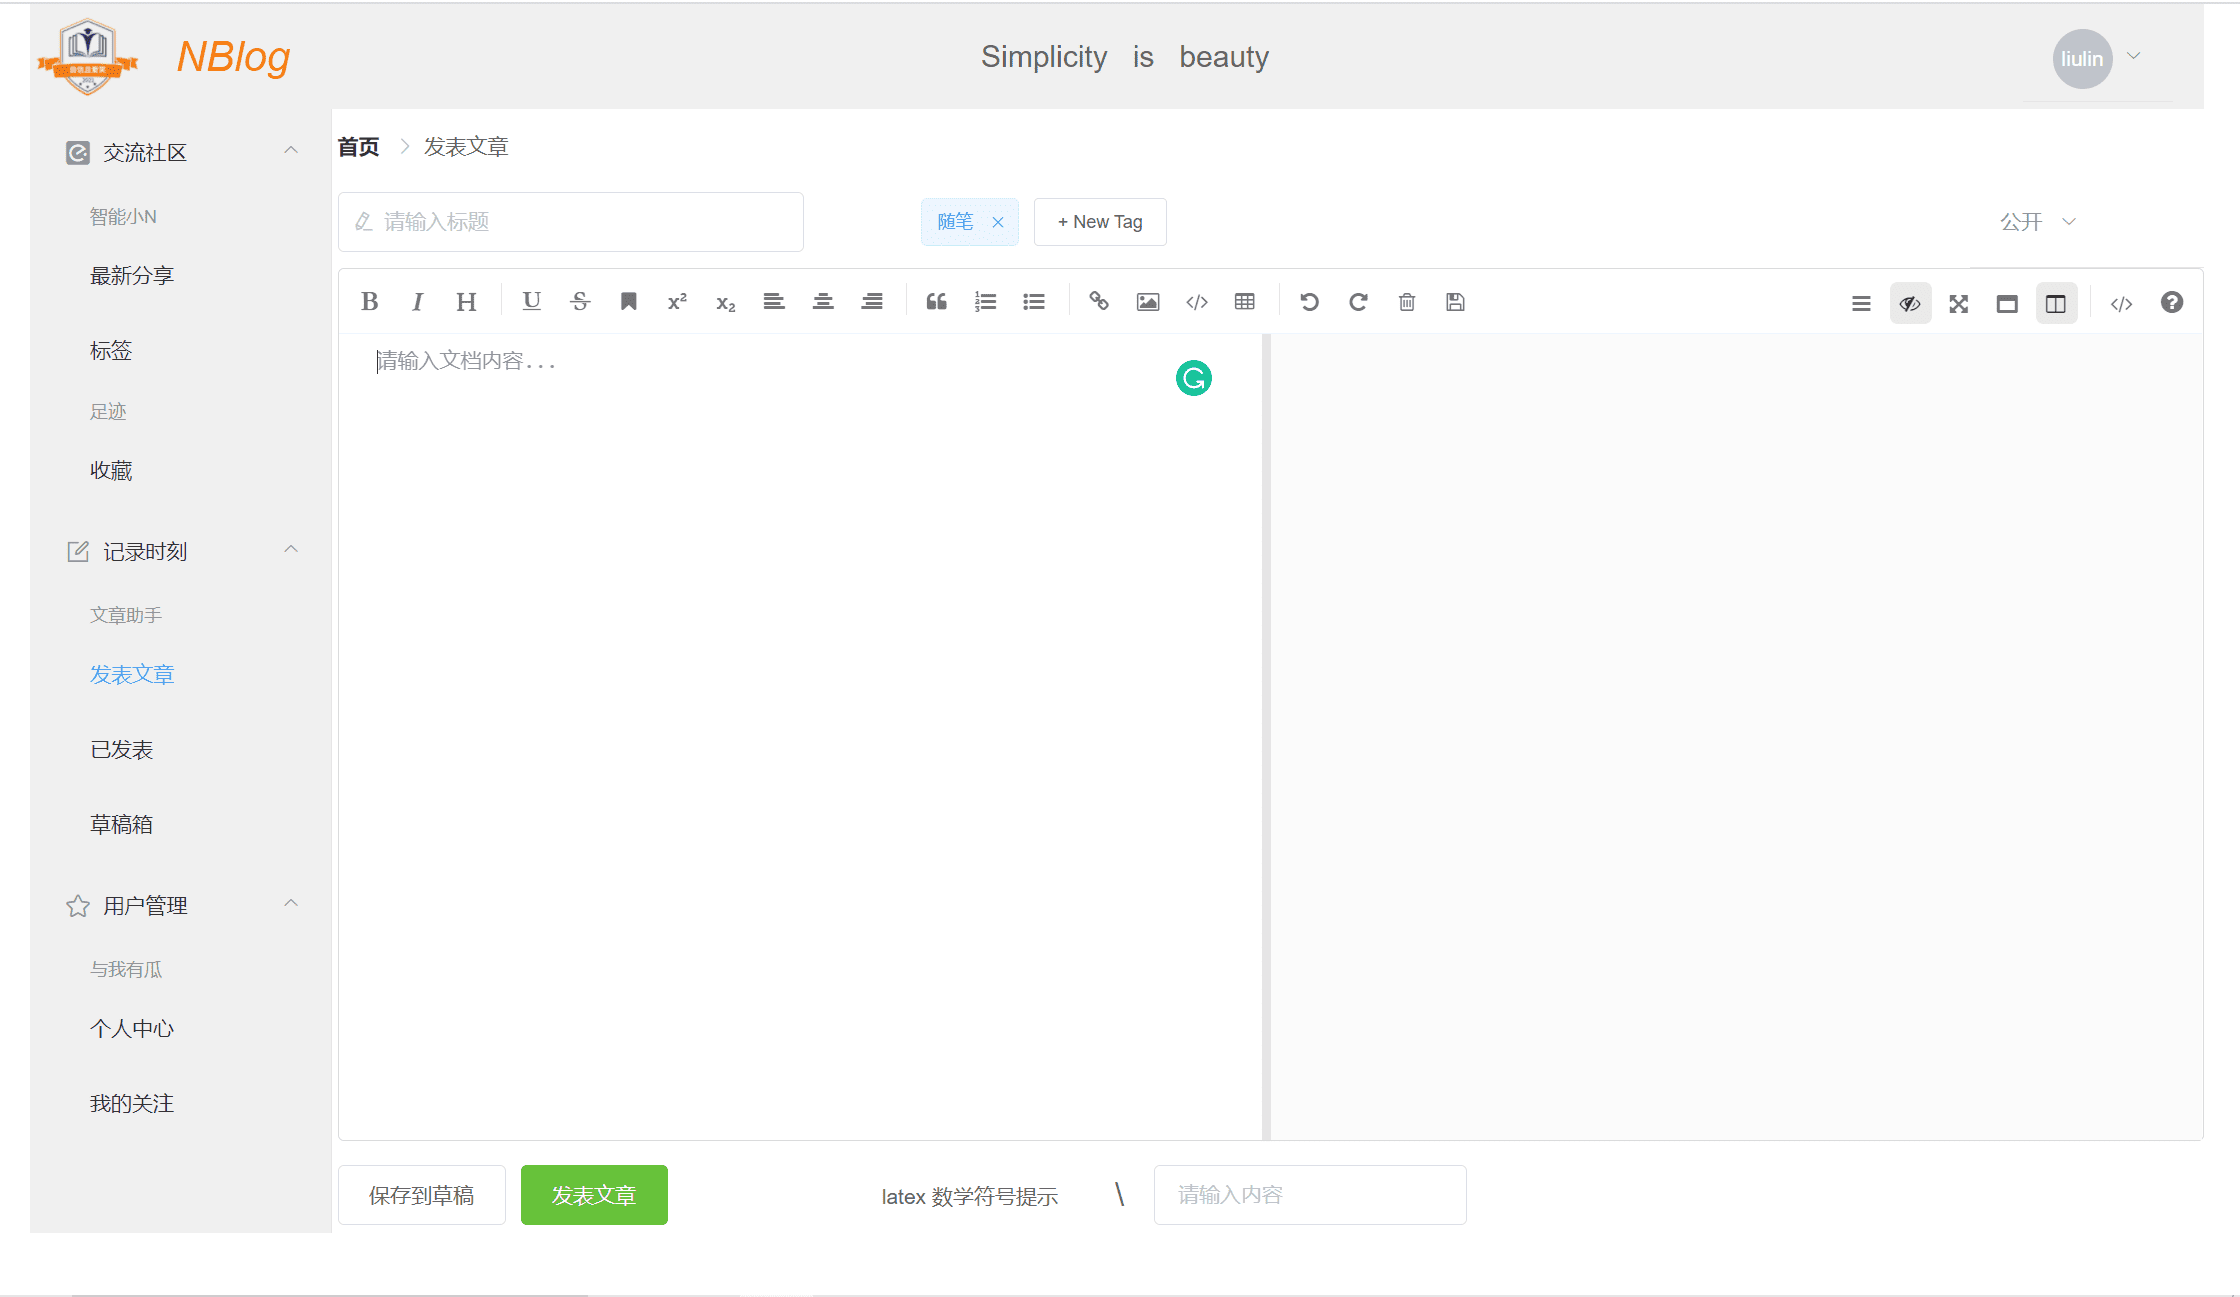 NBlog
Simplicity is beauty
liulin
交流社区
智能小N
最新分享
标签
足迹
收藏
记录时刻
文章助手
发表文章
已发表
草稿箱
用户管理
与我有瓜
个人中心
我的关注
首页 > 发表文章
请输入标题
随笔 ×
+ New Tag
公开
B I H U S x² x₂
请输入文档内容...
保存到草稿
发表文章
latex 数学符号提示 \ 请输入内容